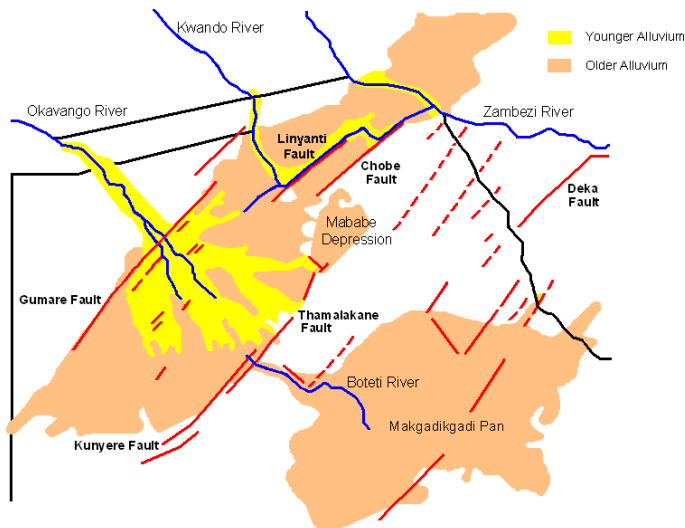 Kwando River
Younger Alluvium
Older Alluvium
Okavango River
Zambezi River
Linyanti
Fault
Chobe
Fault
Deka
Fault
Mababe
Depression
Gumare Fault
Thamalakane
Fault
Boteti River
Makgadikgadi Pan
Kunyere Fault